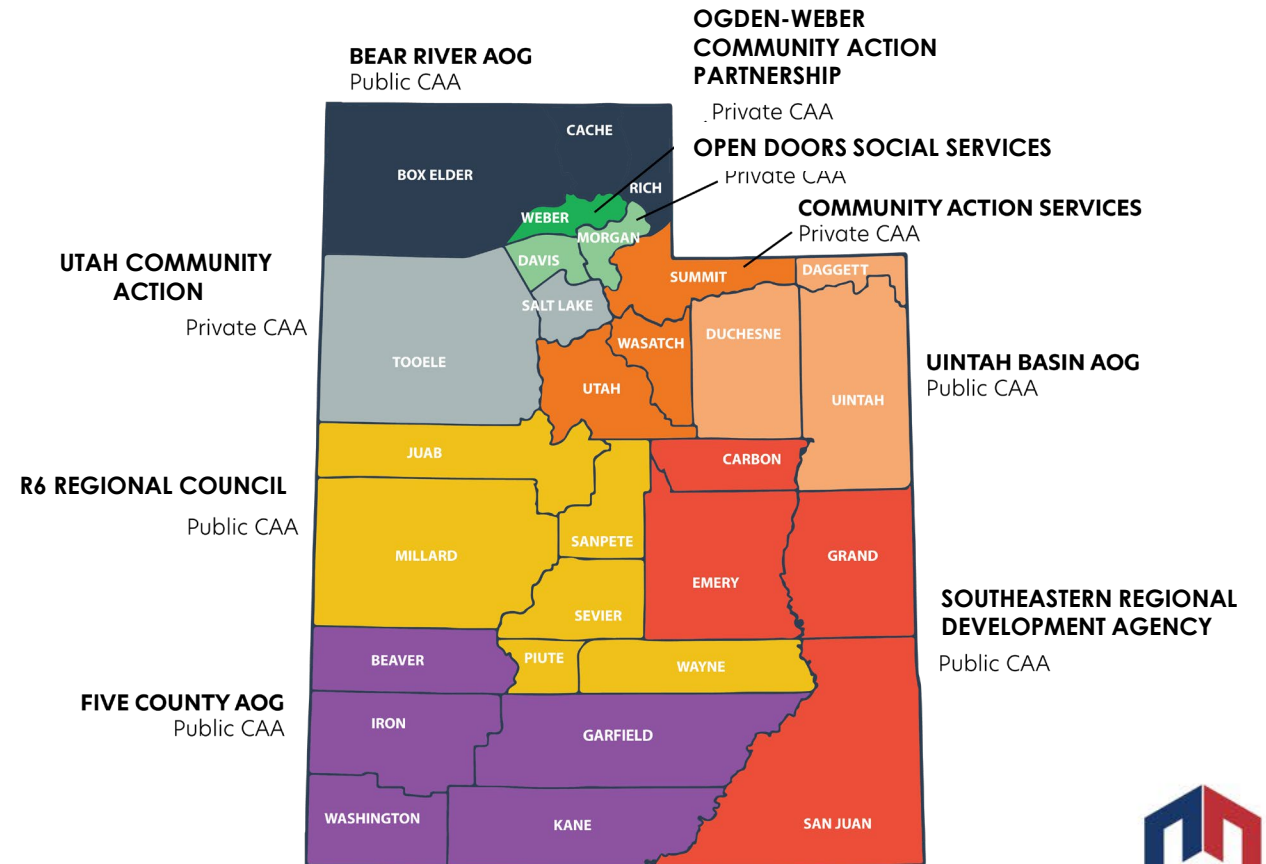 OGDEN-WEBER
COMMUNITY ACTION
PARTNERSHIP
Private CAA
BEAR RIVER AOG
Public CAA
OPEN DOORS SOCIAL SERVICES
Private CAA
COMMUNITY ACTION SERVICES
Private CAA
UTAH COMMUNITY
ACTION
Private CAA
UINTAH BASIN AOG
Public CAA
R6 REGIONAL COUNCIL
Public CAA
SOUTHEASTERN REGIONAL
DEVELOPMENT AGENCY
Public CAA
FIVE COUNTY AOG
Public CAA
CACHE
BOX ELDER
RICH
WEBER
MORGAN
DAVIS
SUMMIT
DAGGETT
SALT LAKE
DUCHESNE
WASATCH
TOOELE
UTAH
UINTAH
JUAB
CARBON
SANPETE
MILLARD
GRAND
EMERY
SEVIER
BEAVER
PIUTE
WAYNE
IRON
GARFIELD
WASHINGTON
KANE
SAN JUAN